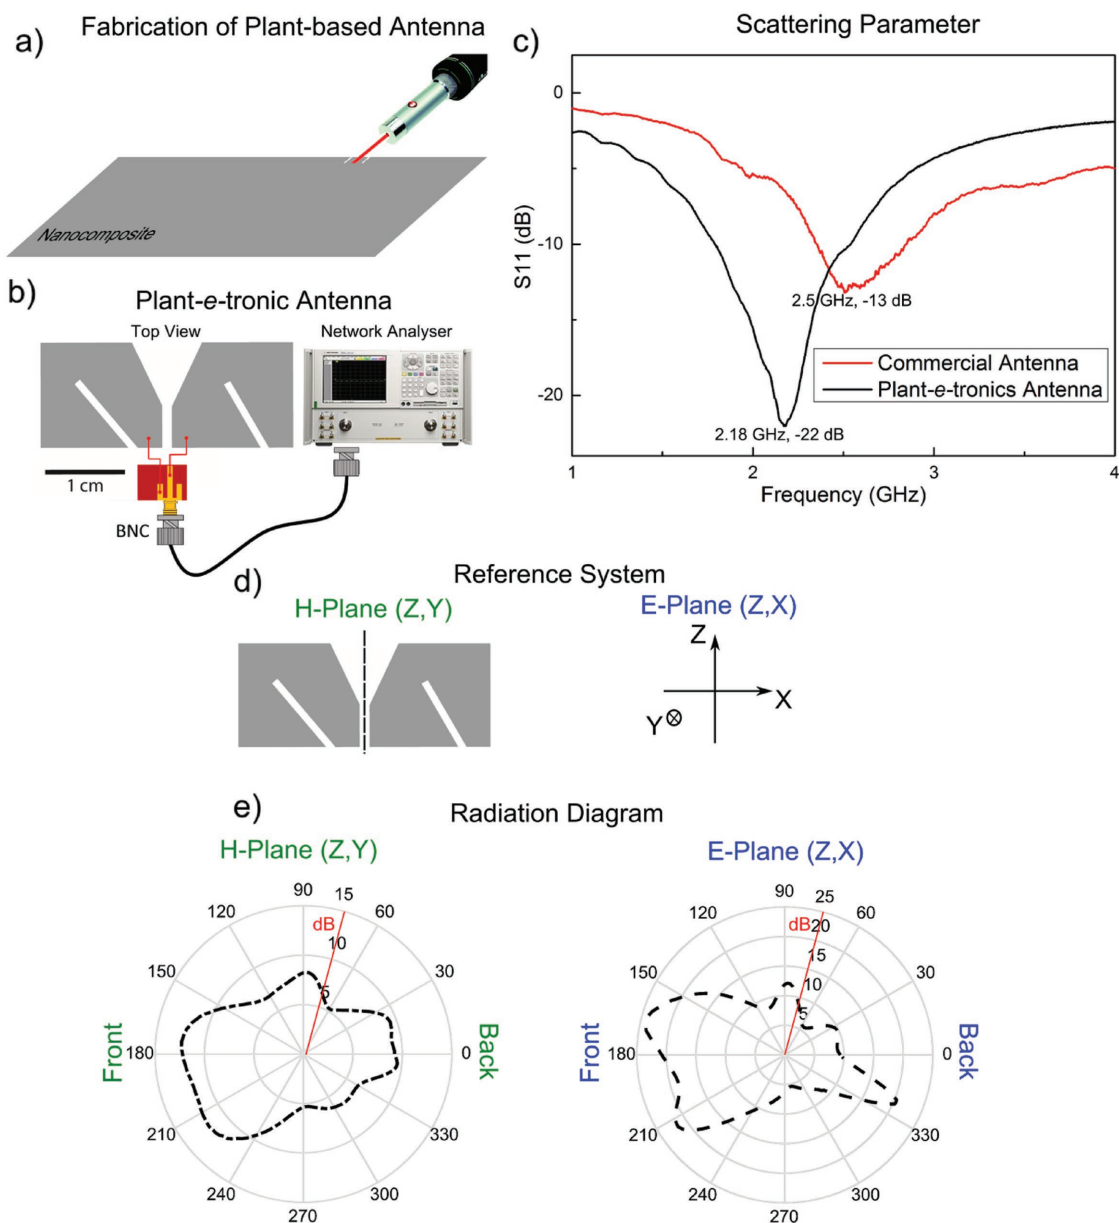 a)
Fabrication of Plant-based Antenna
Nanocomposite
b)
Plant-e-tronic Antenna
Top View
Network Analyser
1 cm
BNC
c)
Scattering Parameter
S11 (dB)
0
-10
-20
2.5 GHz, -13 dB
Commercial Antenna
Plant-e-tronics Antenna
2.18 GHz, -22 dB
1
2
3
4
Frequency (GHz)
d)
Reference System
H-Plane (Z,Y)
E-Plane (Z,X)
Z
X
Y
e)
Radiation Diagram
H-Plane (Z,Y)
90
15
120
60
dB
10
150
30
5
Front
180
0
Back
210
330
240
300
270
E-Plane (Z,X)
90
25
120
60
dB
20
15
150
30
10
5
Front
180
0
Back
210
330
240
300
270